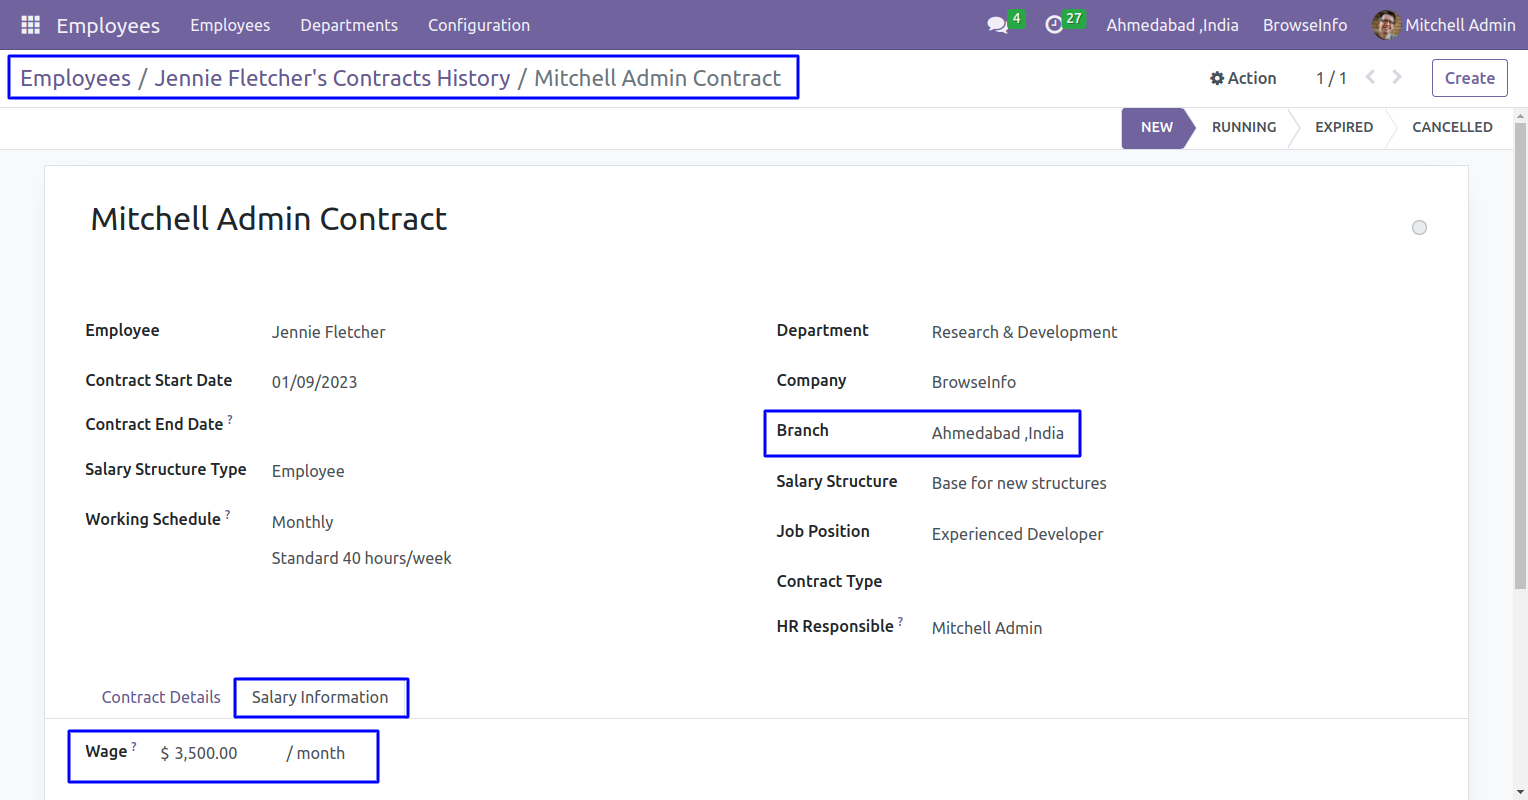 Employees Employees Departments Configuration 4 27 Ahmedabad ,India BrowseInfo Mitchell Admin
Employees / Jennie Fletcher's Contracts History / Mitchell Admin Contract Action 1 / 1 Create
NEW RUNNING EXPIRED CANCELLED
Mitchell Admin Contract
Employee Jennie Fletcher
Contract Start Date 01/09/2023
Contract End Date ?
Salary Structure Type Employee
Working Schedule ? Monthly
Standard 40 hours/week
Department Research & Development
Company BrowseInfo
Branch Ahmedabad ,India
Salary Structure Base for new structures
Job Position Experienced Developer
Contract Type
HR Responsible ? Mitchell Admin
Contract Details Salary Information
Wage ? $ 3,500.00 / month